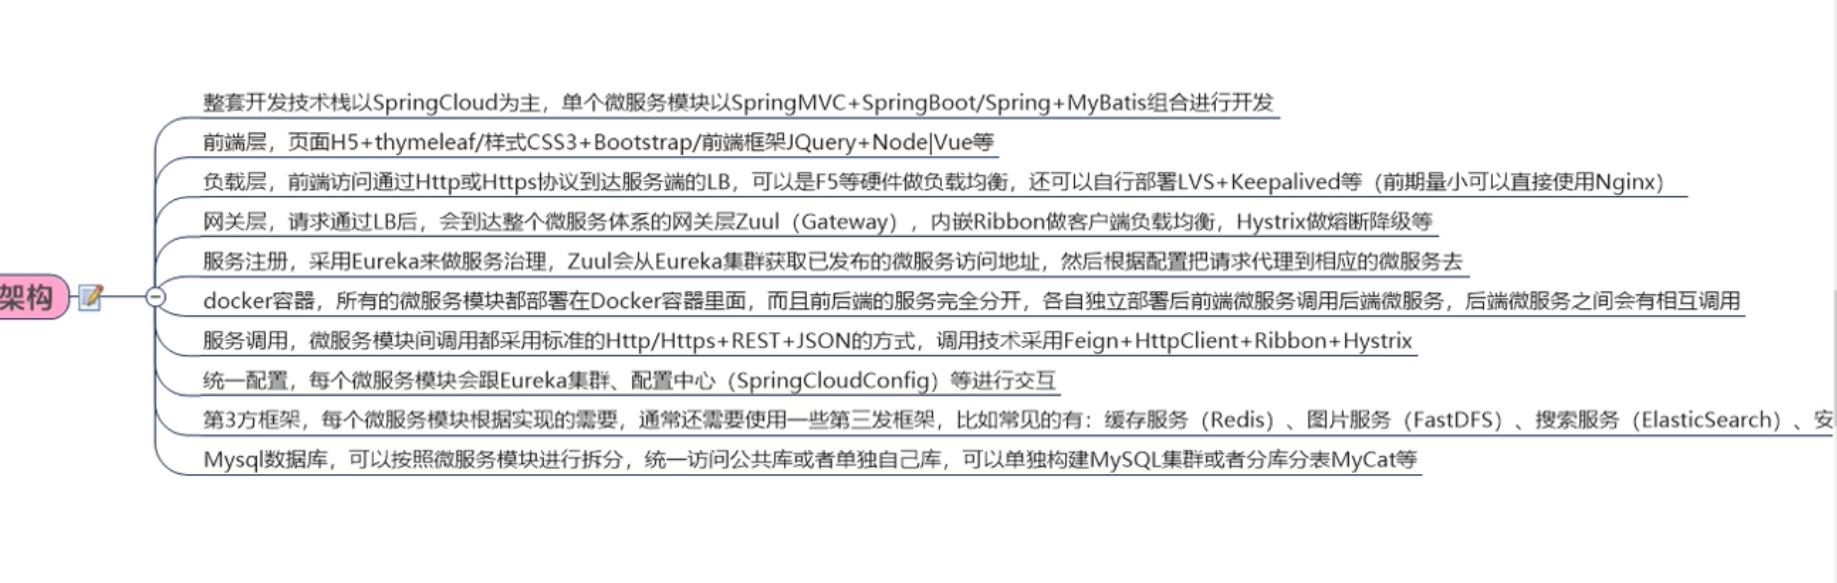 整套开发技术栈以SpringCloud为主，单个微服务模块以SpringMVC+SpringBoot/Spring+MyBatis组合进行开发
前端层，页面H5+thymeleaf/样式CSS3+Bootstrap/前端框架JQuery+Node|Vue等
负载层，前端访问通过Http或Https协议到达服务端的LB，可以是F5等硬件做负载均衡，还可以自行部署LVS+Keepalived等（前期量小可以直接使用Nginx）
网关层，请求通过LB后，会到达整个微服务体系的网关层Zuul（Gateway），内嵌Ribbon做客户端负载均衡，Hystrix做熔断降级等
服务注册，采用Eureka来做服务治理，Zuul会从Eureka集群获取已发布的微服务访问地址，然后根据配置把请求代理到相应的微服务去
架构
docker容器，所有的微服务模块都部署在Docker容器里面，而且前后端的服务完全分开，各自独立部署后前端微服务调用后端微服务，后端微服务之间会有相互调用
服务调用，微服务模块间调用都采用标准的Http/Https+REST+JSON的方式，调用技术采用Feign+HttpClient+Ribbon+Hystrix
统一配置，每个微服务模块会跟Eureka集群、配置中心（SpringCloudConfig）等进行交互
第3方框架，每个微服务模块根据实现的需要，通常还需要使用一些第三发框架，比如常见的有：缓存服务（Redis）、图片服务（FastDFS）、搜索服务（ElasticSearch）、安
Mysql数据库，可以按照微服务模块进行拆分，统一访问公共库或者单独自己库，可以单独构建MySQL集群或者分库分表MyCat等